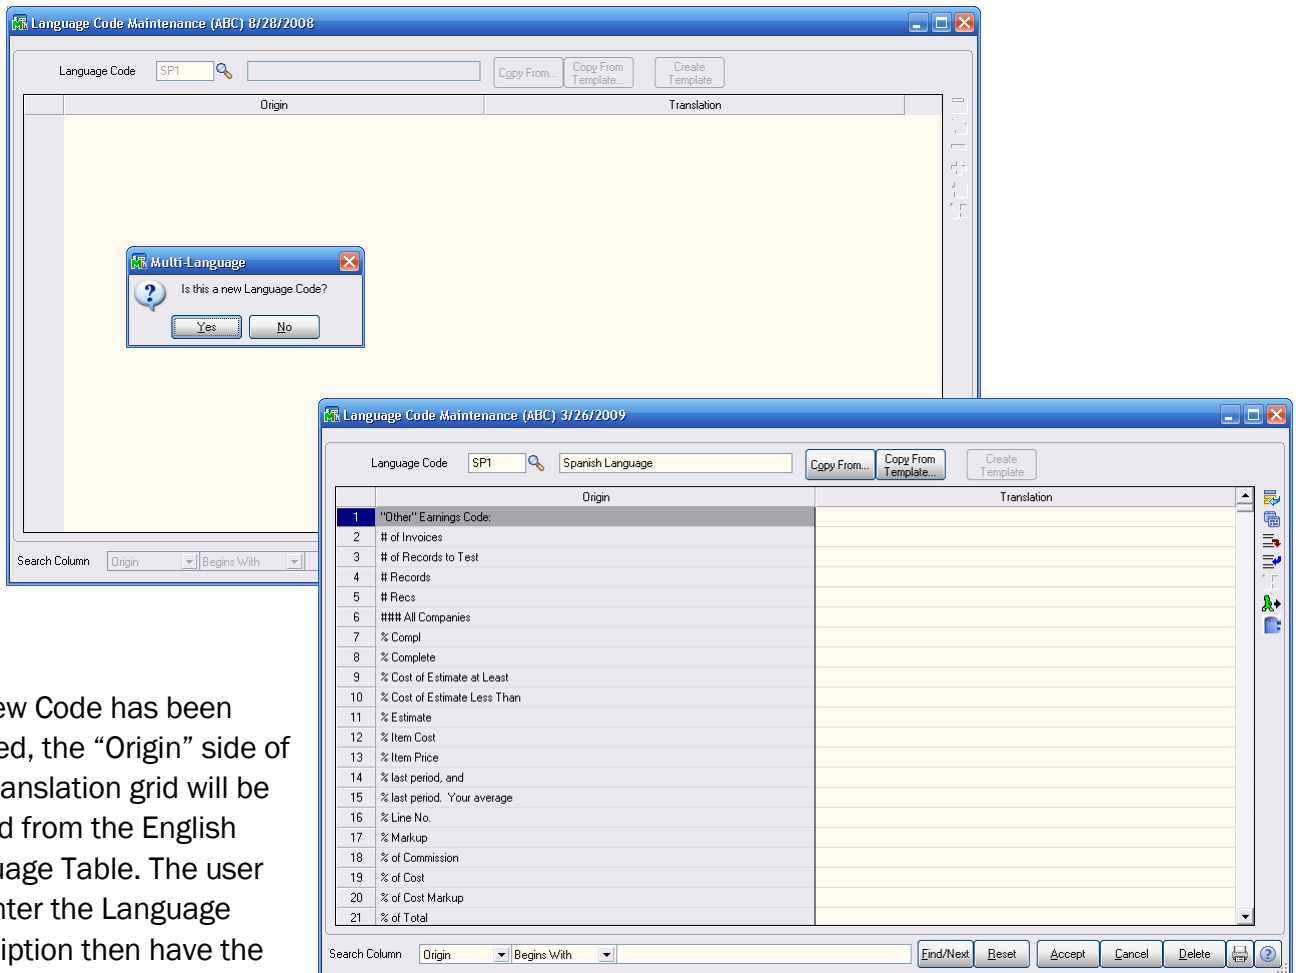 Language Code Maintenance (ABC) 8/28/2008
Language Code SP1 Copy From... Copy From Template... Create Template
Origin Translation
Multi-Language
Is this a new Language Code?
Yes No
Search Column Origin Begins With
Language Code Maintenance (ABC) 3/26/2009
Language Code SP1 Spanish Language Copy From... Copy From Template... Create Template
Origin Translation
1 "Other" Earnings Code:
2 # of Invoices
3 # of Records to Test
4 # Records
5 # Recs
6 ### All Companies
7 % Compl
8 % Complete
9 % Cost of Estimate at Least
10 % Cost of Estimate Less Than
11 % Estimate
12 % Item Cost
13 % Item Price
14 % last period, and
15 % last period. Your average
16 % Line No.
17 % Markup
18 % of Commission
19 % of Cost
20 % of Cost Markup
21 % of Total
Search Column Origin Begins With Find/Next Reset Accept Cancel Delete
ew Code has been
ed, the “Origin” side of
ranslation grid will be
d from the English
uage Table. The user
nter the Language
ription then have the